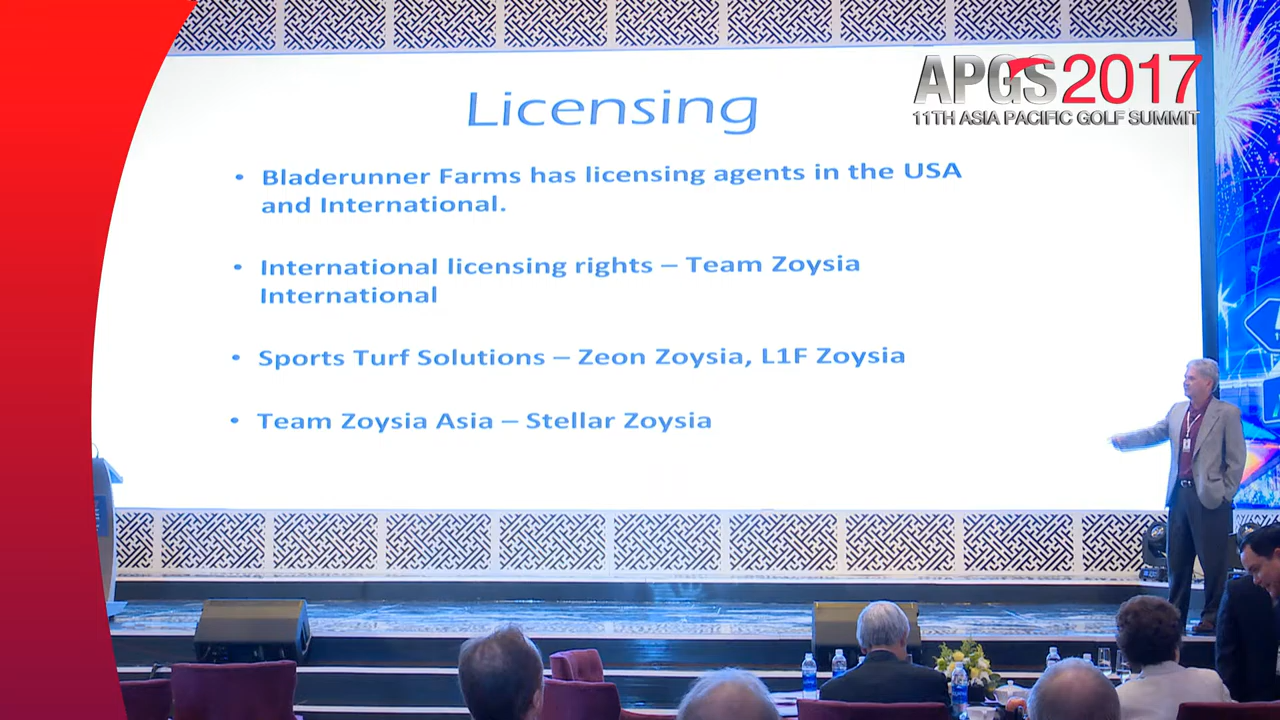 APGS2017
11TH ASIA PACIFIC GOLF SUMMIT
Licensing
• Bladerunner Farms has licensing agents in the USA
and International.
• International licensing rights – Team Zoysia
International
• Sports Turf Solutions – Zeon Zoysia, L1F Zoysia
• Team Zoysia Asia – Stellar Zoysia